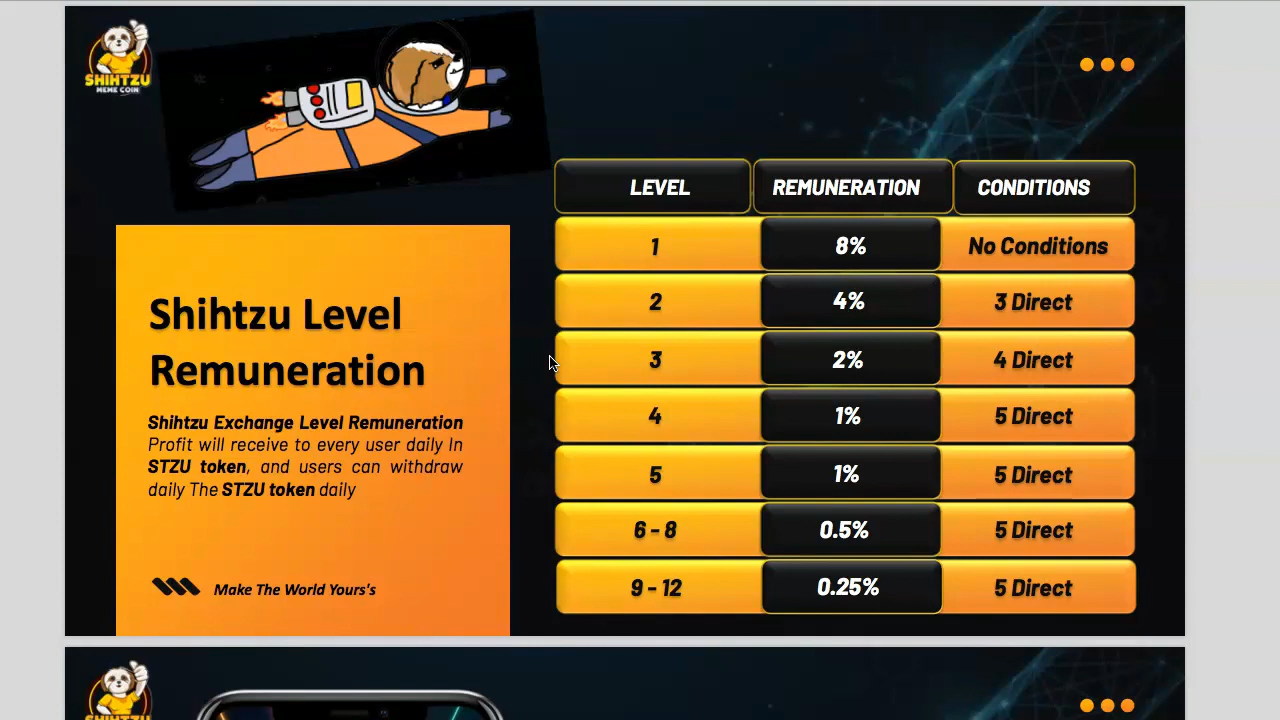 SHIHTZU
MEME COIN
LEVEL REMUNERATION CONDITIONS
1 8% No Conditions
2 4% 3 Direct
3 2% 4 Direct
4 1% 5 Direct
5 1% 5 Direct
6 - 8 0.5% 5 Direct
9 - 12 0.25% 5 Direct
Shihtzu Level
Remuneration
Shihtzu Exchange Level Remuneration
Profit will receive to every user daily In
STZU token, and users can withdraw
daily The STZU token daily
Make The World Yours's
SHIHTZU